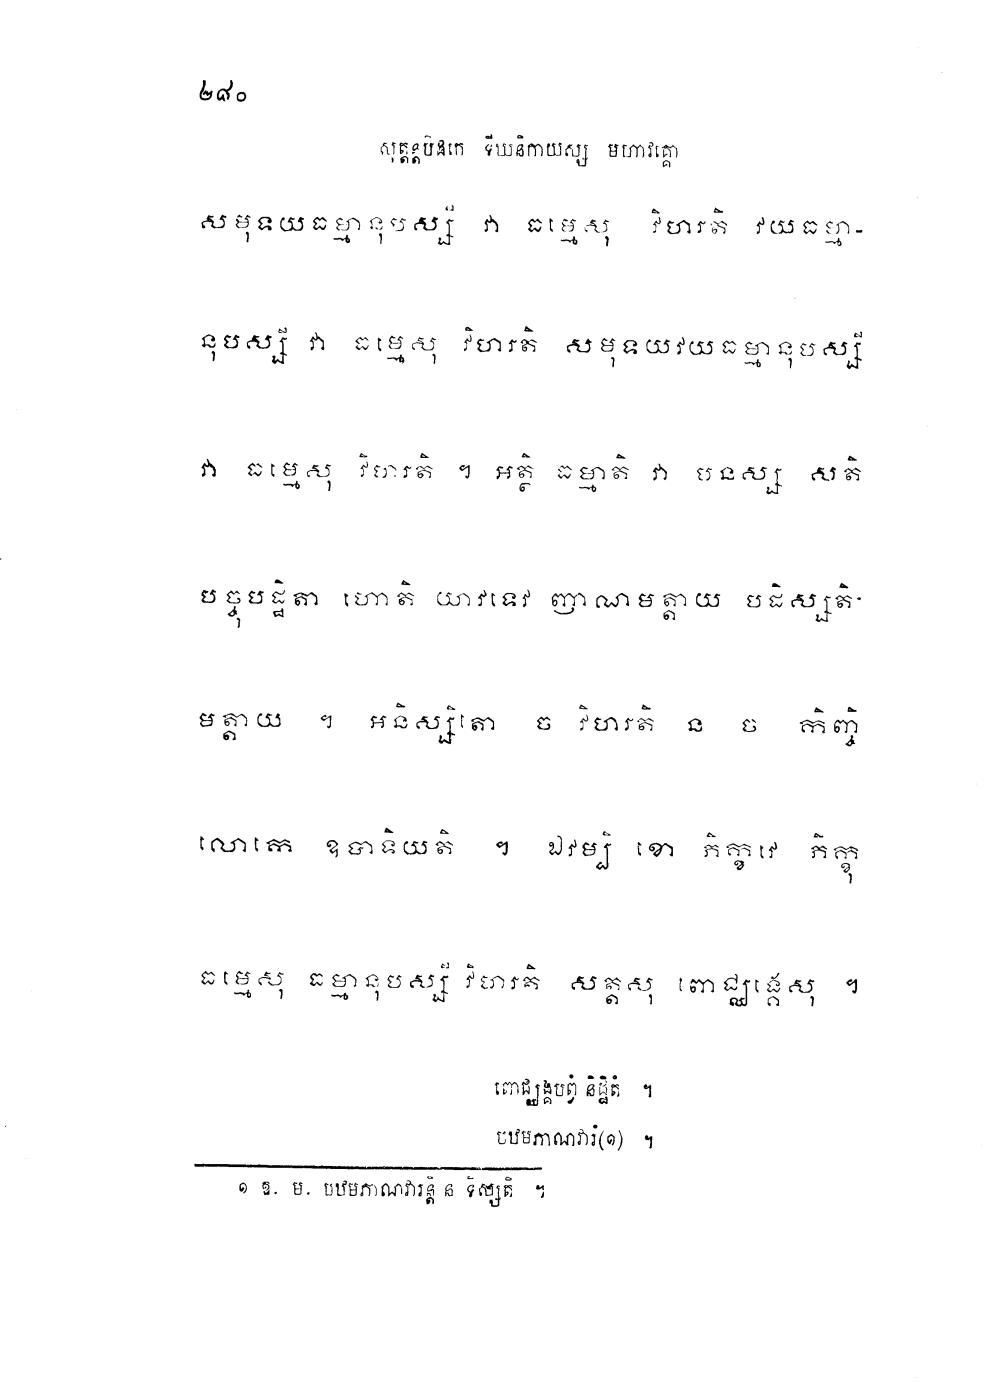 ២៨០
សុត្តន្តបិដកេ ទីឃនិកាយស្ស មហាវគ្គោ
សមុទយធម្មានុបស្សី វា ធម្មេសុ វិហរតិ វយធម្មា-
នុបស្សី វា ធម្មេសុ វិហរតិ សមុទយវយធម្មានុបស្សី
វា ធម្មេសុ វិហរតិ ។ អត្ថិ ធម្មាតិ វា បនស្ស សតិ
បច្ចុបដ្ឋិតា ហោតិ យាវទេវ ញាណមត្តាយ បដិស្សតិ-
មត្តាយ ។ អនិស្សិតោ ច វិហរតិ ន ច កិញ្ចិ
លោកេ ឧបាទិយតិ ។ ឯវម្បិ ខោ ភិក្ខវេ ភិក្ខុ
ធម្មេសុ ធម្មានុបស្សី វិហរតិ សត្តសុ ពោជ្ឈង្គេសុ ។
ពោជ្ឈង្គបព្វំ និដ្ឋិតំ ។
បឋមភាណវារំ(១) ។
១ ឱ. ម. បឋមភាណវារន្តិ ន ទិស្សតិ ។